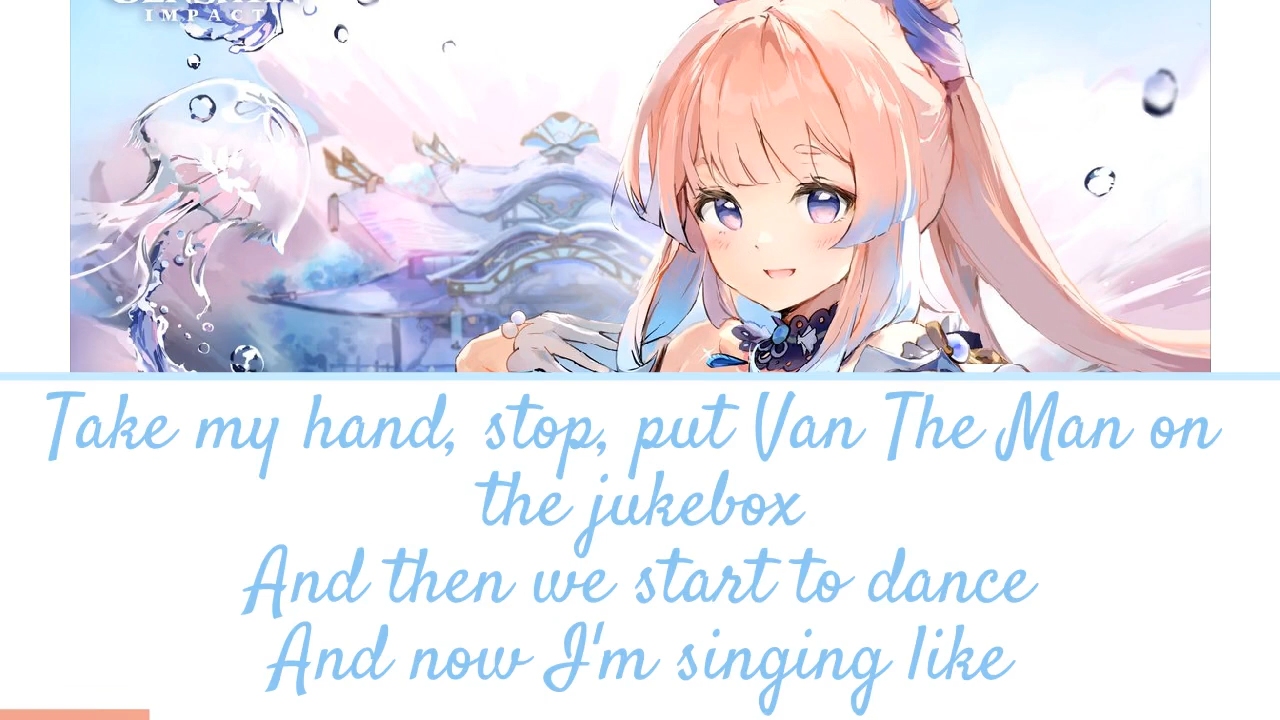 GENSHIN
IMPACT
Take my hand, stop, put Van The Man on
the jukebox
And then we start to dance
And now I'm singing like